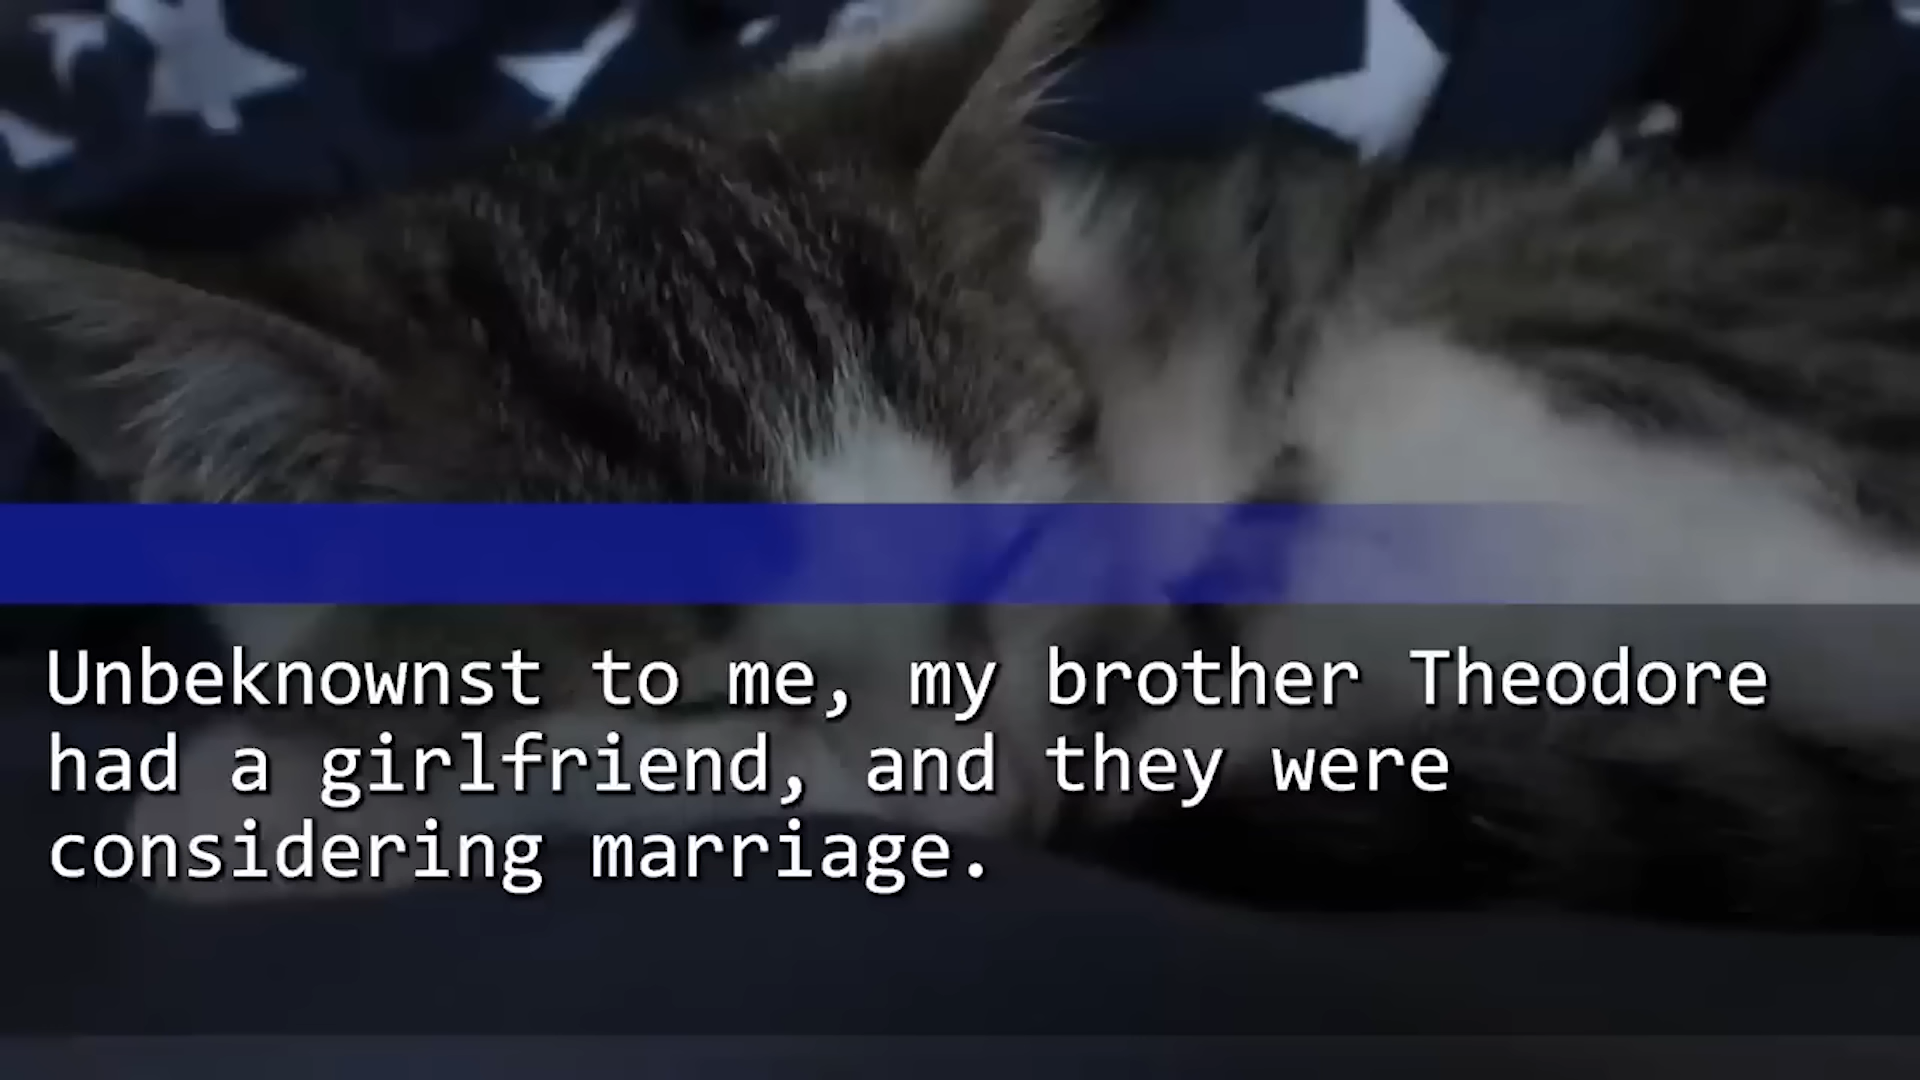 Unbeknownst to me, my brother Theodore
had a girlfriend, and they were
considering marriage.